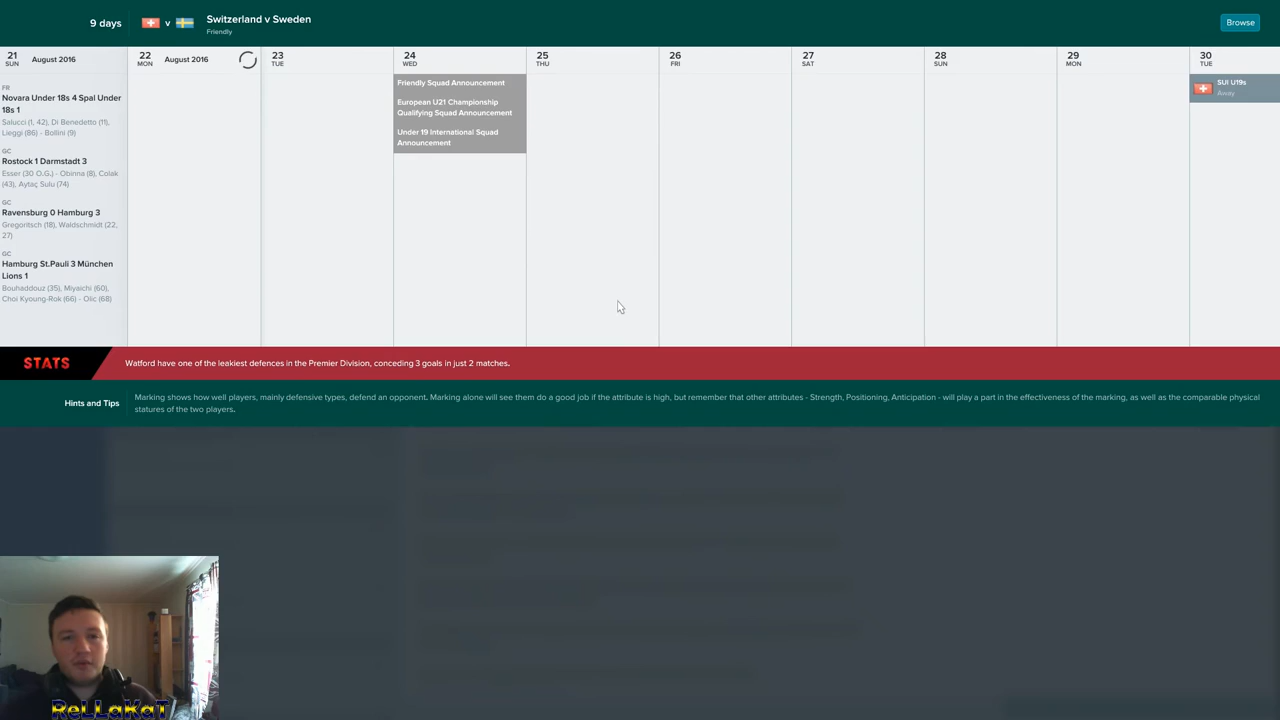 9 days
v
Switzerland v Sweden
Friendly
Browse
21
SUN
August 2016
22
MON
August 2016
23
TUE
24
WED
25
THU
26
FRI
27
SAT
28
SUN
29
MON
30
TUE
FR
Novara Under 18s 4 Spal Under
18s 1
Salucci (1, 42), Di Benedetto (11),
Lieggi (86) - Bollini (9)
GC
Rostock 1 Darmstadt 3
Esser (30 O.G.) - Obinna (8), Colak
(43), Aytaç Sulu (74)
GC
Ravensburg 0 Hamburg 3
Gregoritsch (18), Waldschmidt (22,
27)
GC
Hamburg St.Pauli 3 München
Lions 1
Bouhaddouz (35), Miyaichi (60),
Choi Kyoung-Rok (66) - Olic (68)
Friendly Squad Announcement
European U21 Championship
Qualifying Squad Announcement
Under 19 International Squad
Announcement
SUI U19s
Away
STATS
Watford have one of the leakiest defences in the Premier Division, conceding 3 goals in just 2 matches.
Hints and Tips
Marking shows how well players, mainly defensive types, defend an opponent. Marking alone will see them do a good job if the attribute is high, but remember that other attributes - Strength, Positioning, Anticipation - will play a part in the effectiveness of the marking, as well as the comparable physical
statures of the two players.
ReLLaKaT